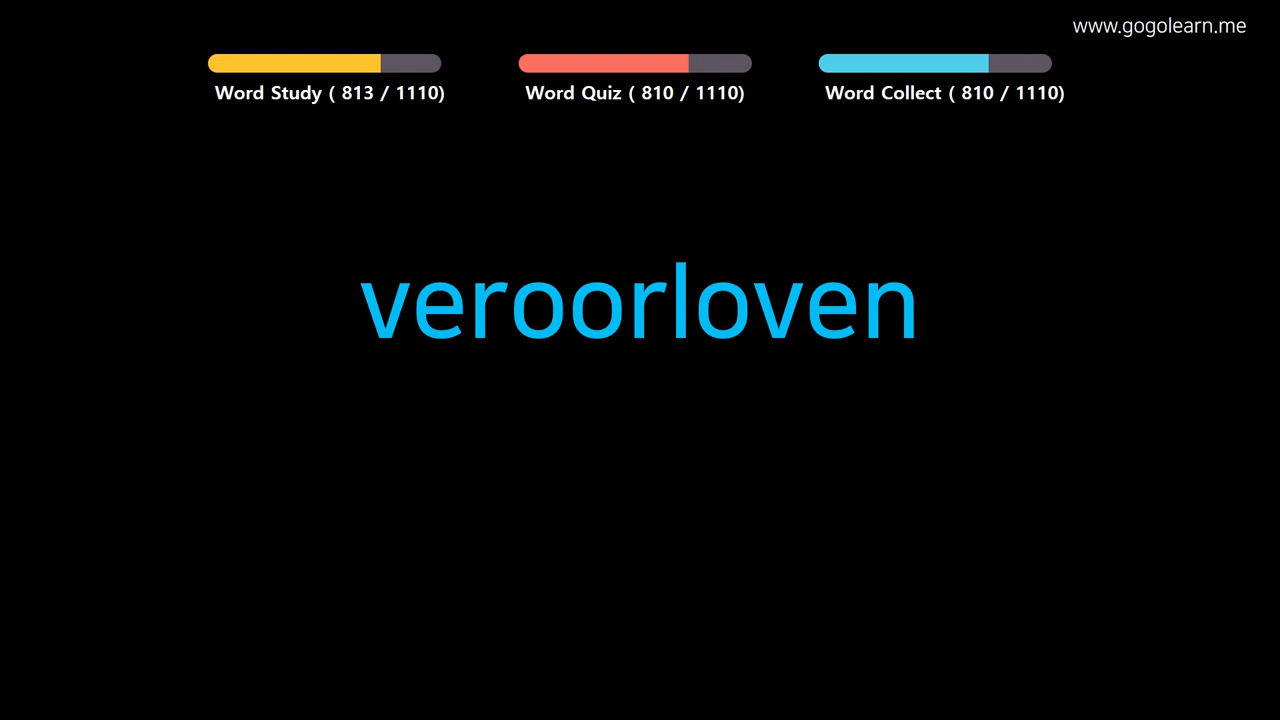 www.gogolearn.me
Word Study ( 813 / 1110)
Word Quiz ( 810 / 1110)
Word Collect ( 810 / 1110)
veroorloven